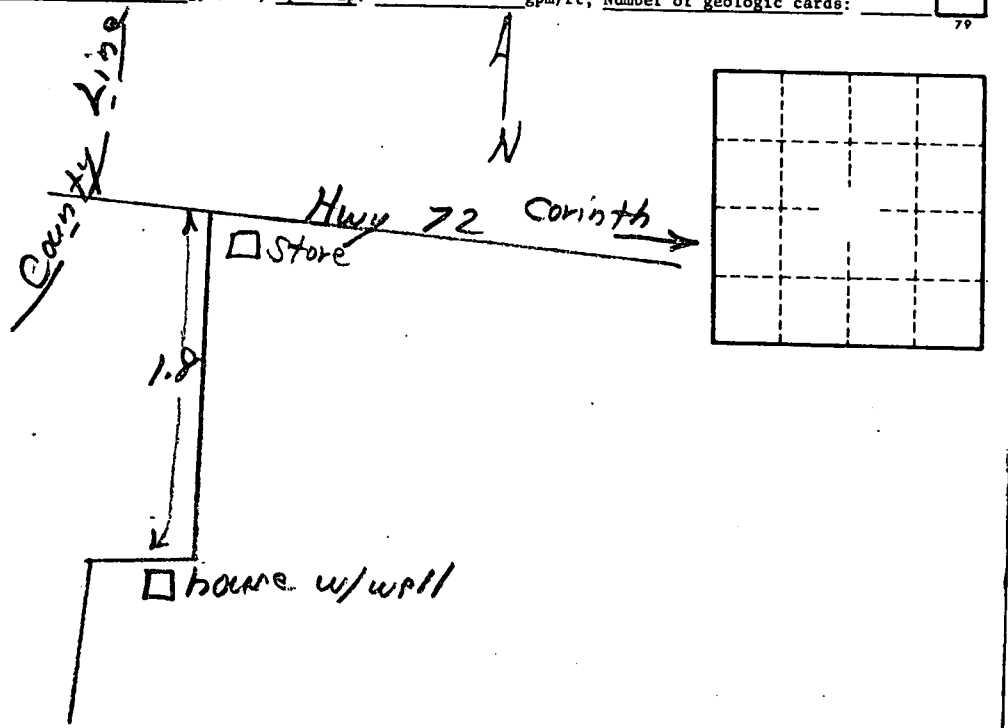 gpm/ft; Number of geologic cards:
79
County Line
N
Hwy 72 Corinth
Store
1.8
house w/well